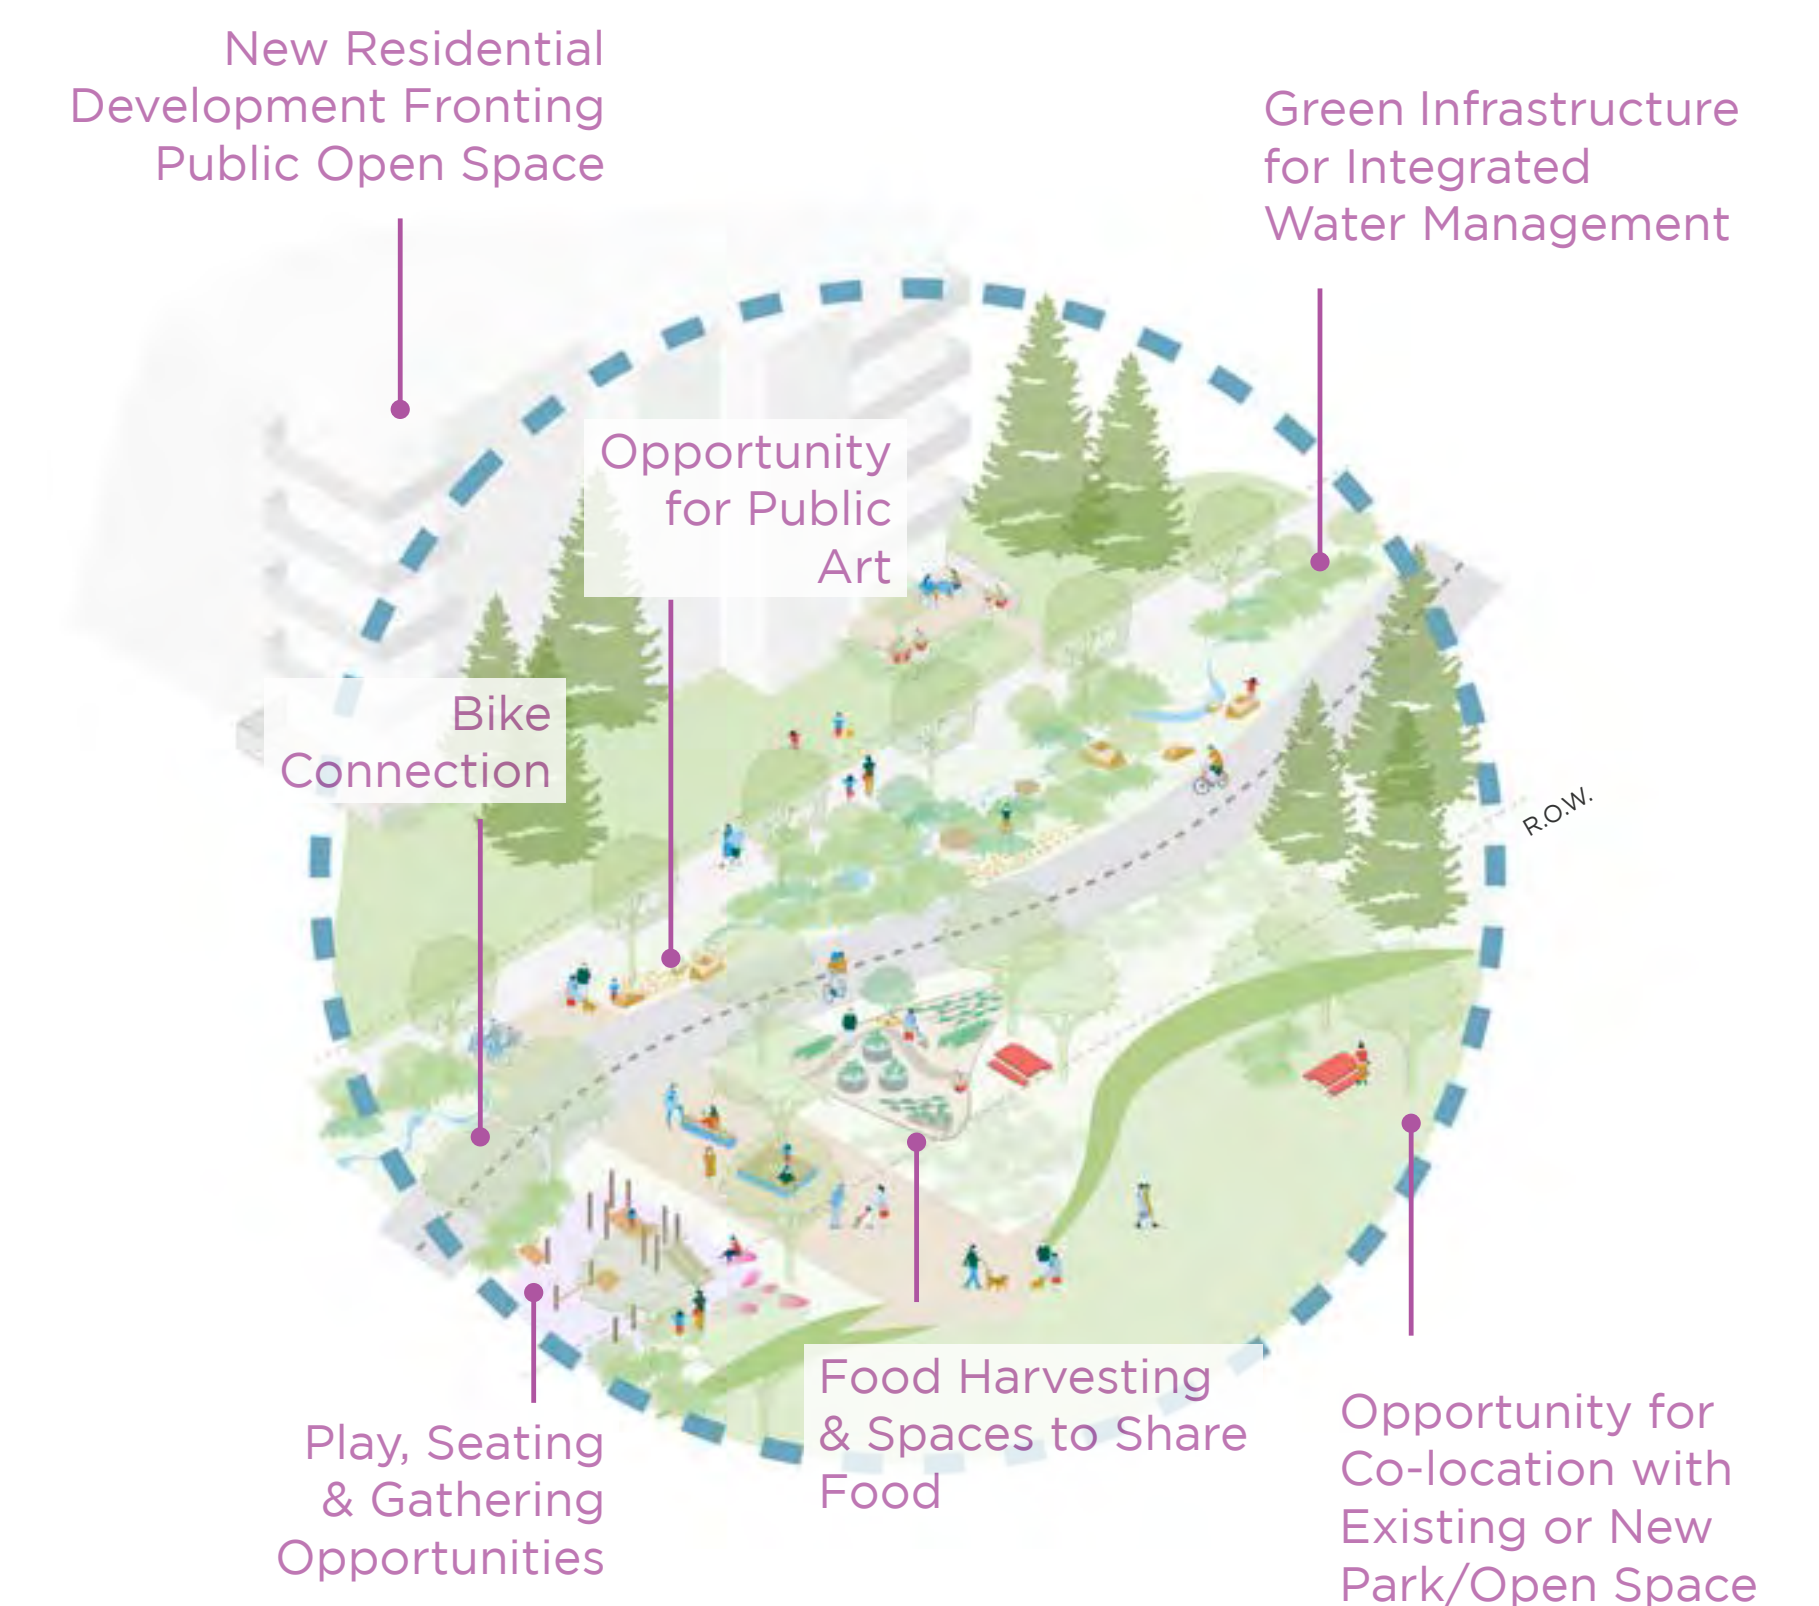 New Residential
Development Fronting
Public Open Space
Green Infrastructure
for Integrated
Water Management
Opportunity
for Public
Art
Bike
Connection
R.O.W.
Play, Seating
& Gathering
Opportunities
Food Harvesting
& Spaces to Share
Food
Opportunity for
Co-location with
Existing or New
Park/Open Space